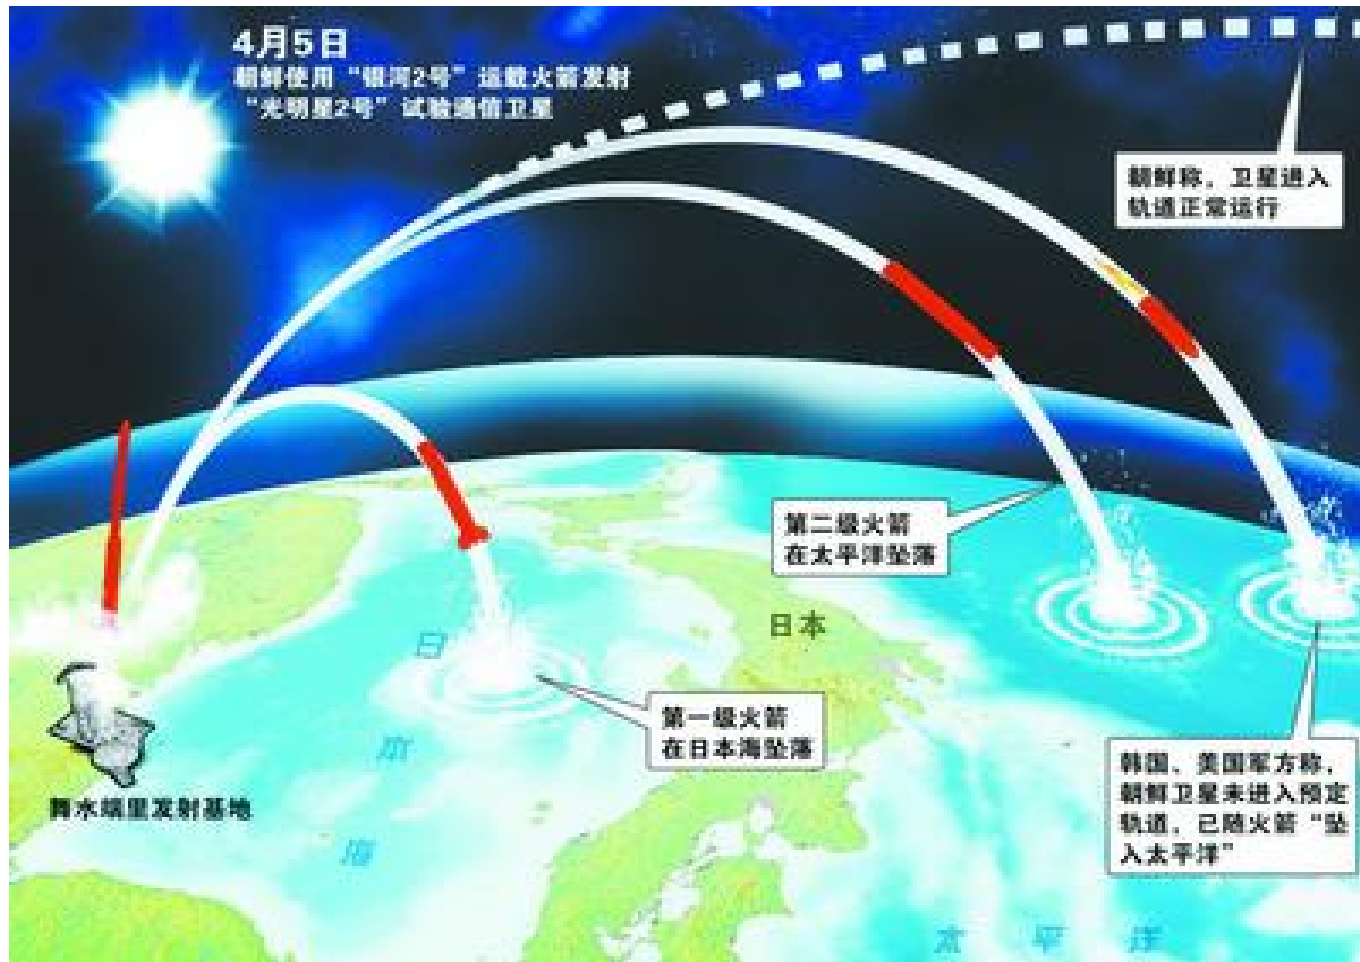 4月5日
朝鲜使用“银河2号”运载火箭发射
“光明星2号”试验通信卫星
朝鲜称，卫星进入
轨道正常运行
第二级火箭
在太平洋坠落
日本
第一级火箭
在日本海坠落
日
本
海
舞水端里发射基地
韩国、美国军方称，
朝鲜卫星未进入预定
轨道，已随火箭“坠
入太平洋”
太平洋